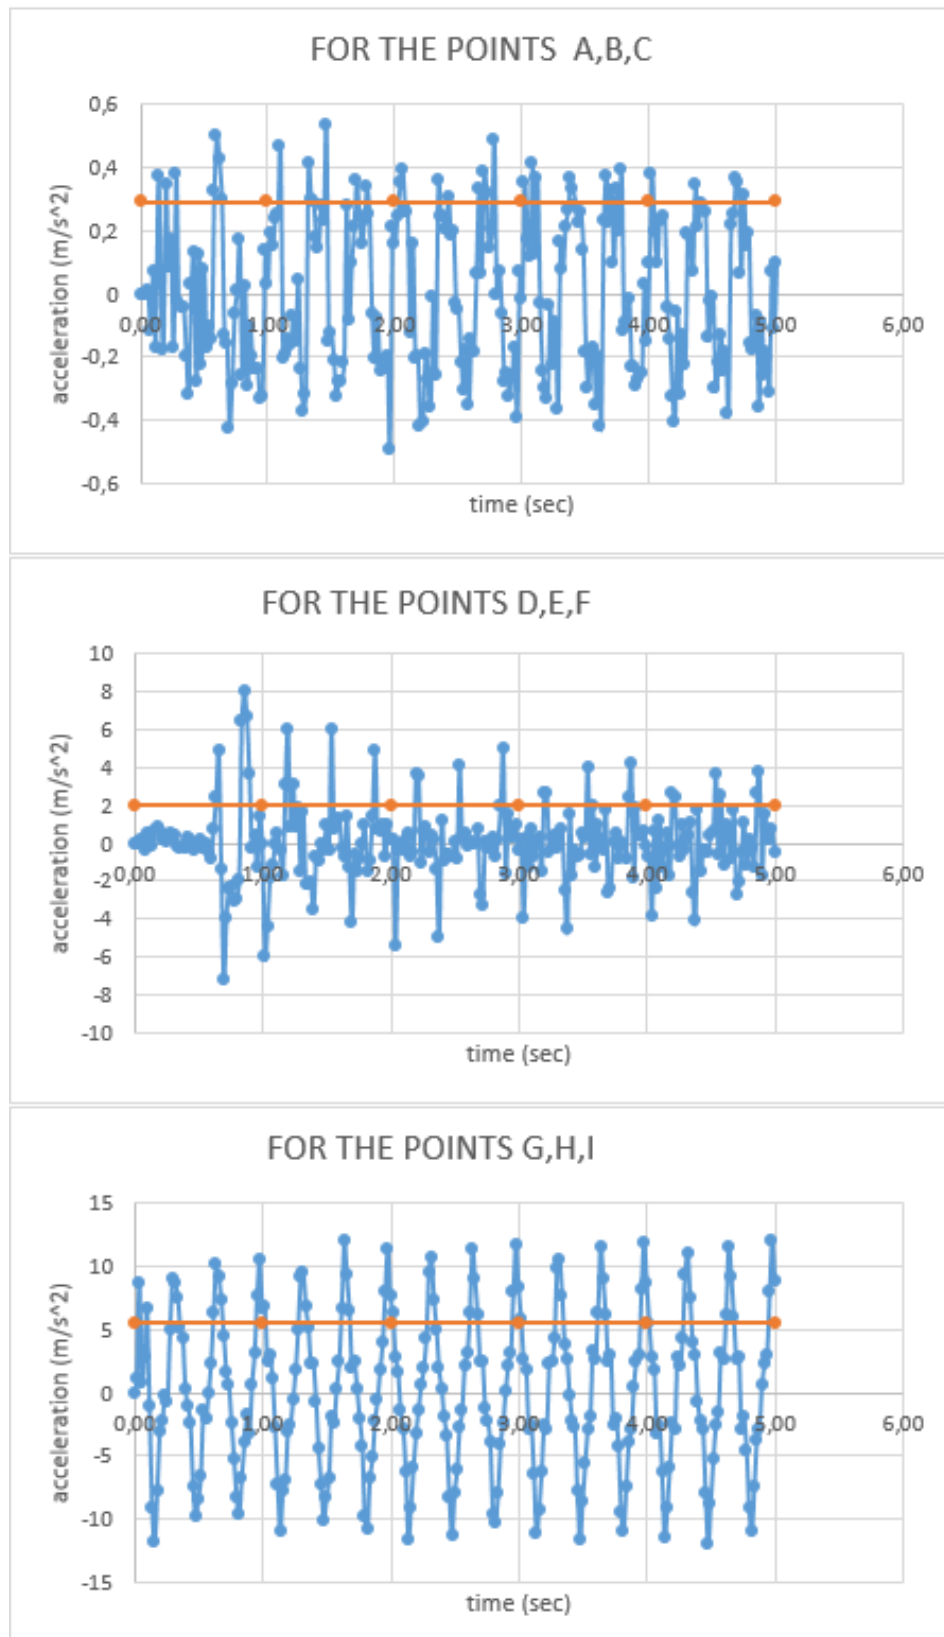 FOR THE POINTS  A,B,C
0,6
0,4
0,2
0
-0,2
-0,4
-0,6
0,00 1,00 2,00 3,00 4,00 5,00 6,00
acceleration (m/s^2)
time (sec)
FOR THE POINTS D,E,F
10
8
6
4
2
0
-2
-4
-6
-8
-10
0,00 1,00 2,00 3,00 4,00 5,00 6,00
acceleration (m/s^2)
time (sec)
FOR THE POINTS G,H,I
15
10
5
0
-5
-10
-15
0,00 1,00 2,00 3,00 4,00 5,00 6,00
acceleration (m/s^2)
time (sec)